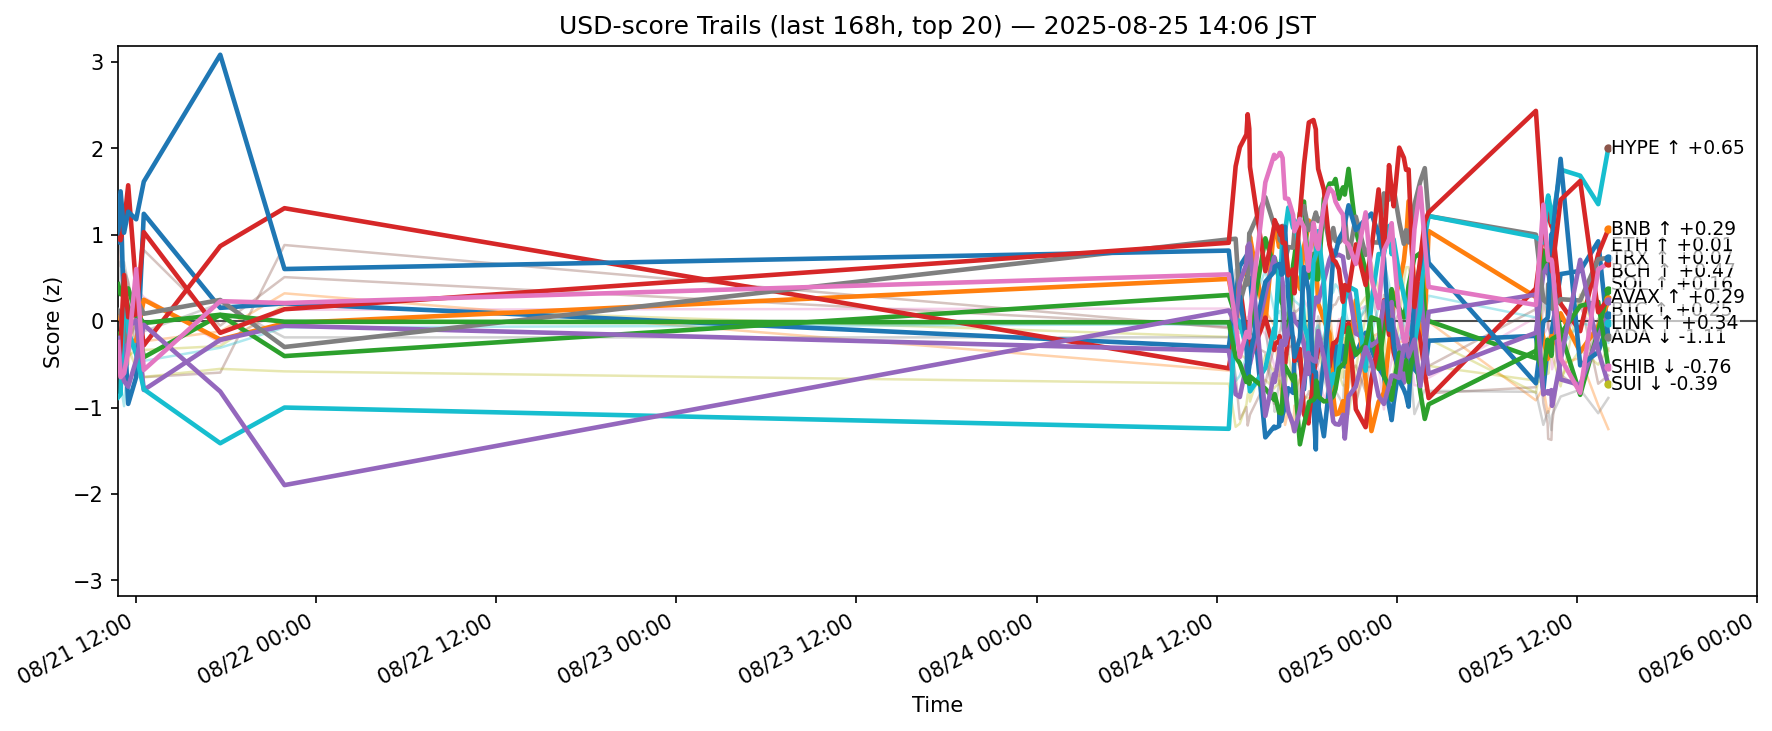 USD-score Trails (last 168h, top 20) — 2025-08-25 14:06 JST
Score (z)
3
2
1
0
−1
−2
−3
HYPE ↑ +0.65
BNB ↑ +0.29
ETH ↑ +0.01
TRX ↑ +0.07
BCH ↑ +0.47
AVAX ↑ +0.29
LINK ↑ +0.34
ADA ↓ -1.11
SHIB ↓ -0.76
SUI ↓ -0.39
08/21 12:00
08/22 00:00
08/22 12:00
08/23 00:00
08/23 12:00
08/24 00:00
08/24 12:00
08/25 00:00
08/25 12:00
08/26 00:00
Time